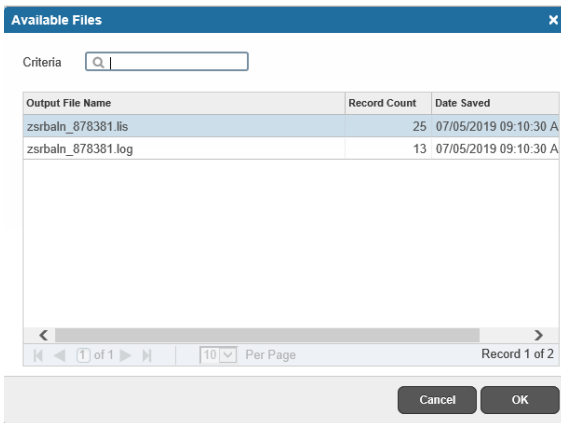 Available Files
Criteria
Output File Name Record Count Date Saved
zsrbaln_878381.lis 25 07/05/2019 09:10:30 A
zsrbaln_878381.log 13 07/05/2019 09:10:30 A
1 of 1 10 Per Page Record 1 of 2
Cancel OK